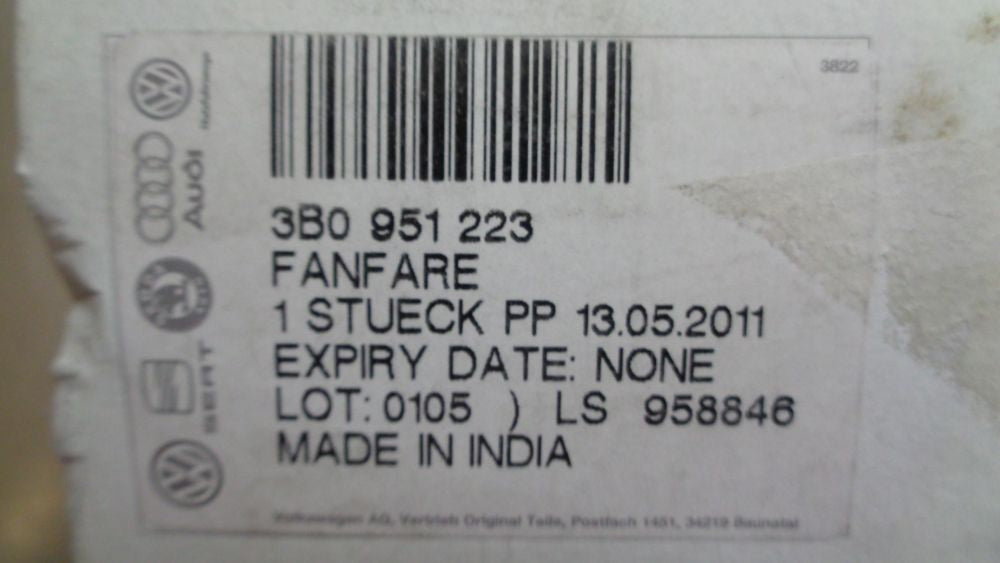 3822
3B0 951 223
FANFARE
1 STUECK PP 13.05.2011
EXPIRY DATE: NONE
LOT: 0105 ) LS 958846
MADE IN INDIA
Volkswagen AG, Vertrieb Original Teile, Postfach 1451, 34219 Baunatal
Audi
SEAT